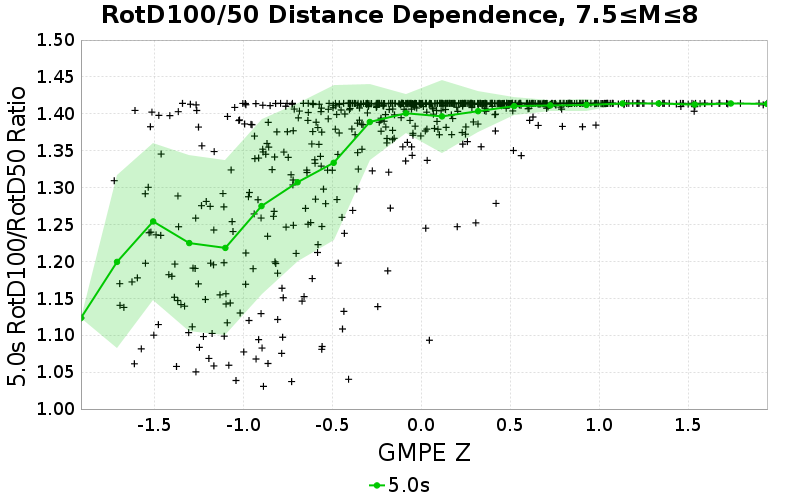 RotD100/50 Distance Dependence, 7.5≤M≤8
5.0s RotD100/RotD50 Ratio
1.50
1.45
1.40
1.35
1.30
1.25
1.20
1.15
1.10
1.05
1.00
-1.5 -1.0 -0.5 0.0 0.5 1.0 1.5
GMPE Z
5.0s